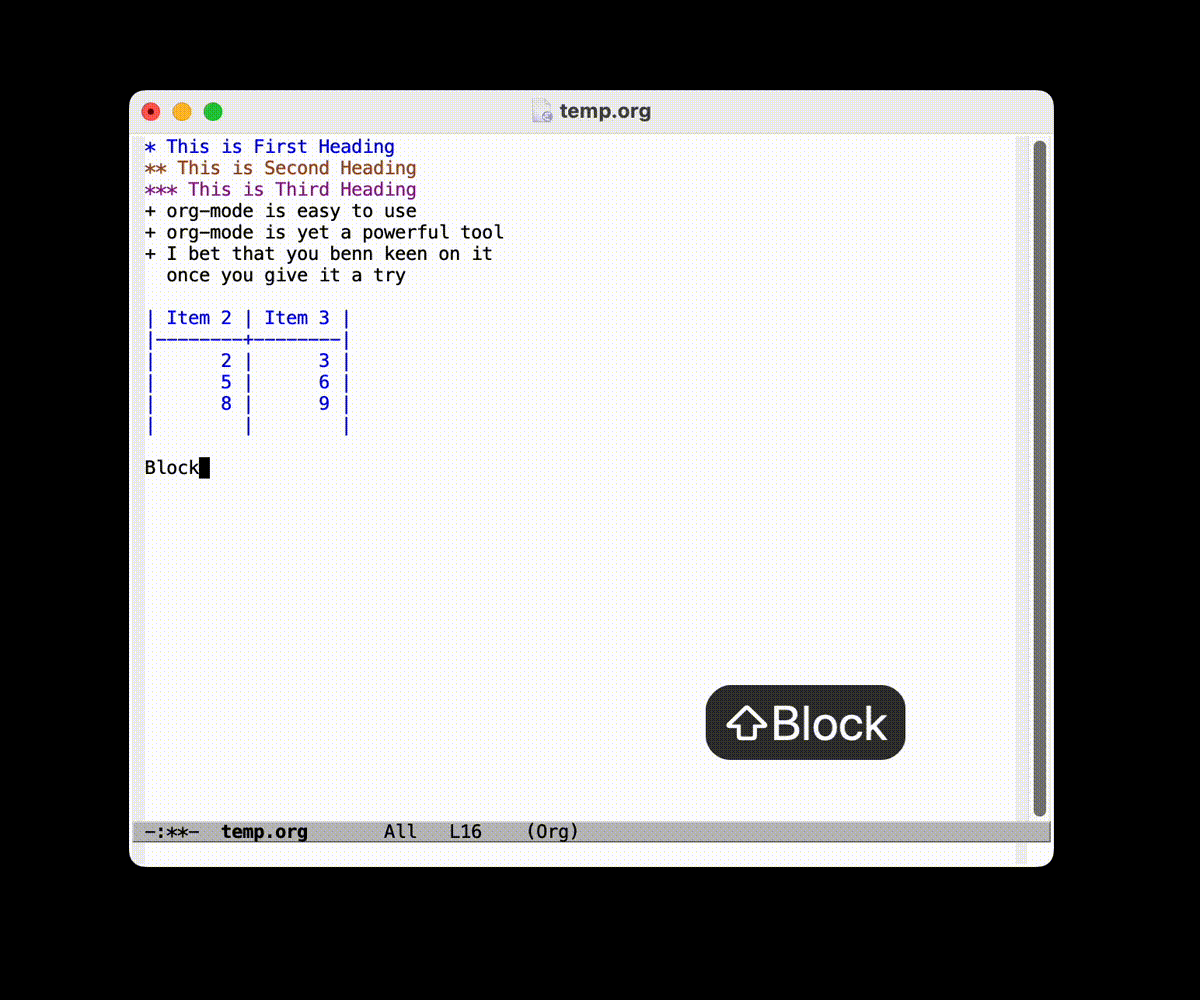 temp.org
* This is First Heading
** This is Second Heading
*** This is Third Heading
+ org-mode is easy to use
+ org-mode is yet a powerful tool
+ I bet that you benn keen on it
  once you give it a try
| Item 2 | Item 3 |
|--------+--------|
|      2 |      3 |
|      5 |      6 |
|      8 |      9 |
|        |        |
Block
⇧Block
-:**-  temp.org       All   L16    (Org)